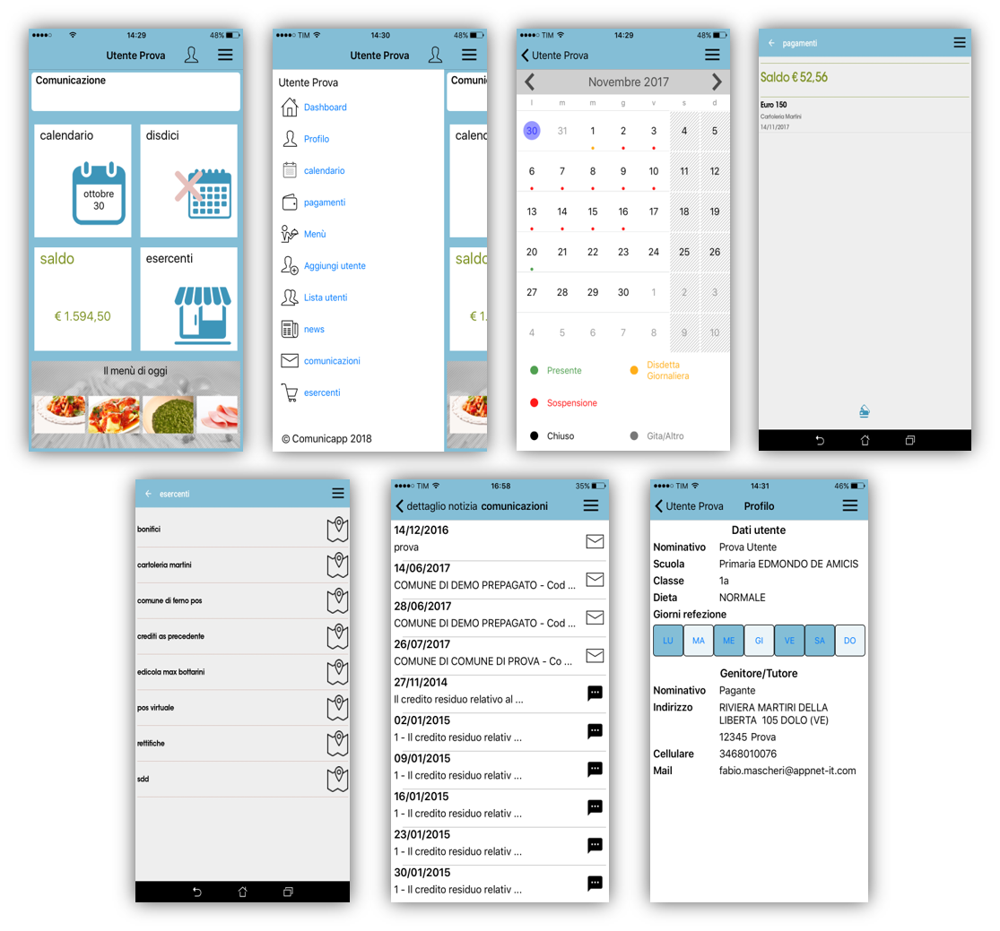 14:29 48%
Utente Prova
Comunicazione
calendario
ottobre
30
disdici
saldo
€ 1.594,50
esercenti
Il menù di oggi
TIM 14:30 48%
Utente Prova
Utente Prova
Dashboard
Profilo
calendario
pagamenti
Menù
Aggiungi utente
Lista utenti
news
comunicazioni
esercenti
© Comunicapp 2018
Comuni
calenc
saldo
€ 1.
TIM 14:29 48%
Utente Prova
Novembre 2017
l m m g v s d
30 31 1 2 3 4 5
6 7 8 9 10 11 12
13 14 15 16 17 18 19
20 21 22 23 24 25 26
27 28 29 30 1 2 3
4 5 6 7 8 9 10
Presente
Disdetta
Giornaliera
Sospensione
Chiuso
Gita/Altro
pagamenti
Saldo € 52,56
Euro 150
Cartoleria Martini
14/11/2017
esercenti
bonifici
cartoleria martini
comune di ferno pos
crediti as precedente
edicola max bottarini
pos virtuale
rettifiche
sdd
TIM 16:58 35%
dettaglio notizia comunicazioni
14/12/2016
prova
14/06/2017
COMUNE DI DEMO PREPAGATO - Cod ...
28/06/2017
COMUNE DI DEMO PREPAGATO - Cod ...
26/07/2017
COMUNE DI COMUNE DI PROVA - Co ...
27/11/2014
Il credito residuo relativo al ...
02/01/2015
1 - Il credito residuo relativ ...
09/01/2015
1 - Il credito residuo relativ ...
16/01/2015
1 - Il credito residuo relativ ...
23/01/2015
1 - Il credito residuo relativ ...
30/01/2015
1 - Il credito residuo relativ ...
TIM 14:31 46%
Utente Prova Profilo
Dati utente
Nominativo Prova Utente
Scuola Primaria EDMONDO DE AMICIS
Classe 1a
Dieta NORMALE
Giorni refezione
LU MA ME GI VE SA DO
Genitore/Tutore
Nominativo Pagante
Indirizzo RIVIERA MARTIRI DELLA
LIBERTA 105 DOLO (VE)
12345 Prova
Cellulare 3468010076
Mail fabio.mascheri@appnet-it.com